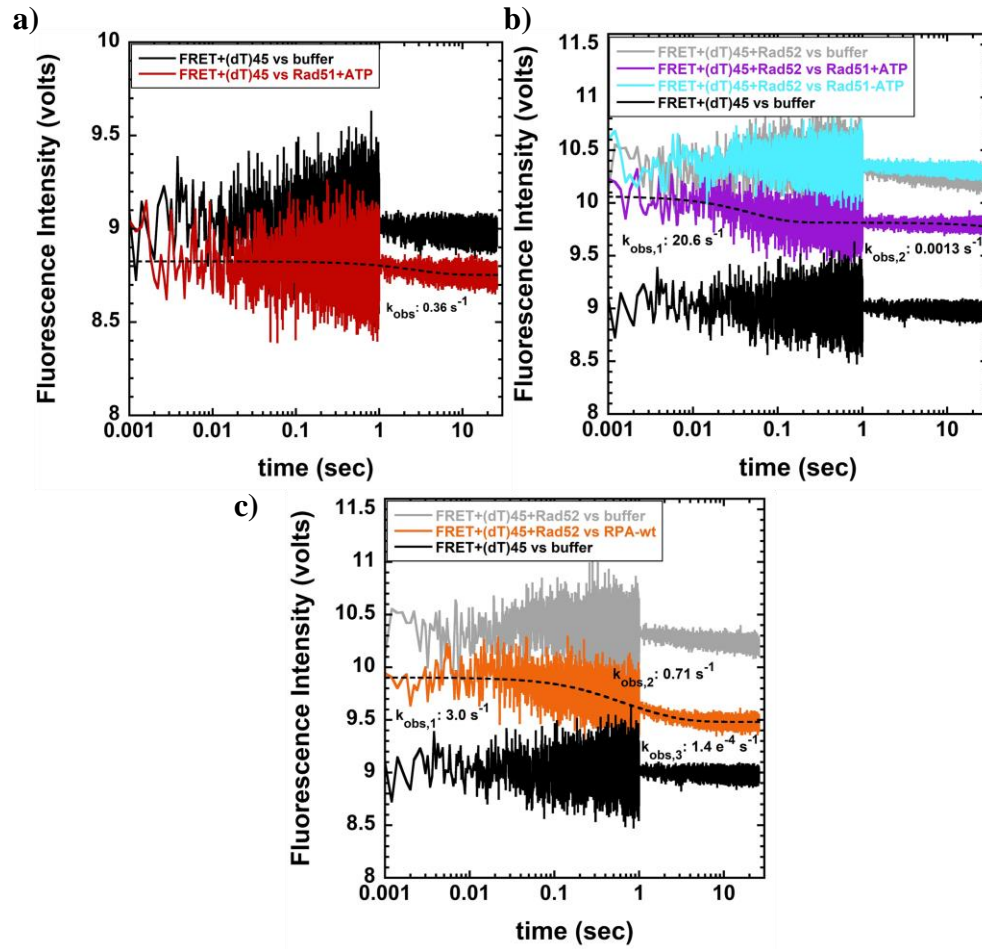 a)
FRET+(dT)45 vs buffer
FRET+(dT)45 vs Rad51+ATP
Fluorescence Intensity (volts)
10
9.5
9
8.5
8
k_obs: 0.36 s⁻¹
0.001 0.01 0.1 1 10
time (sec)
b)
FRET+(dT)45+Rad52 vs buffer
FRET+(dT)45+Rad52 vs Rad51+ATP
FRET+(dT)45+Rad52 vs Rad51-ATP
FRET+(dT)45 vs buffer
Fluorescence Intensity (volts)
11.5
11
10.5
10
9.5
9
8.5
8
k_obs,1: 20.6 s⁻¹
k_obs,2: 0.0013 s⁻¹
0.001 0.01 0.1 1 10
time (sec)
c)
FRET+(dT)45+Rad52 vs buffer
FRET+(dT)45+Rad52 vs RPA-wt
FRET+(dT)45 vs buffer
Fluorescence Intensity (volts)
11.5
11
10.5
10
9.5
9
8.5
8
k_obs,2: 0.71 s⁻¹
k_obs,1: 3.0 s⁻¹
k_obs,3: 1.4 e⁻⁴ s⁻¹
0.001 0.01 0.1 1 10
time (sec)